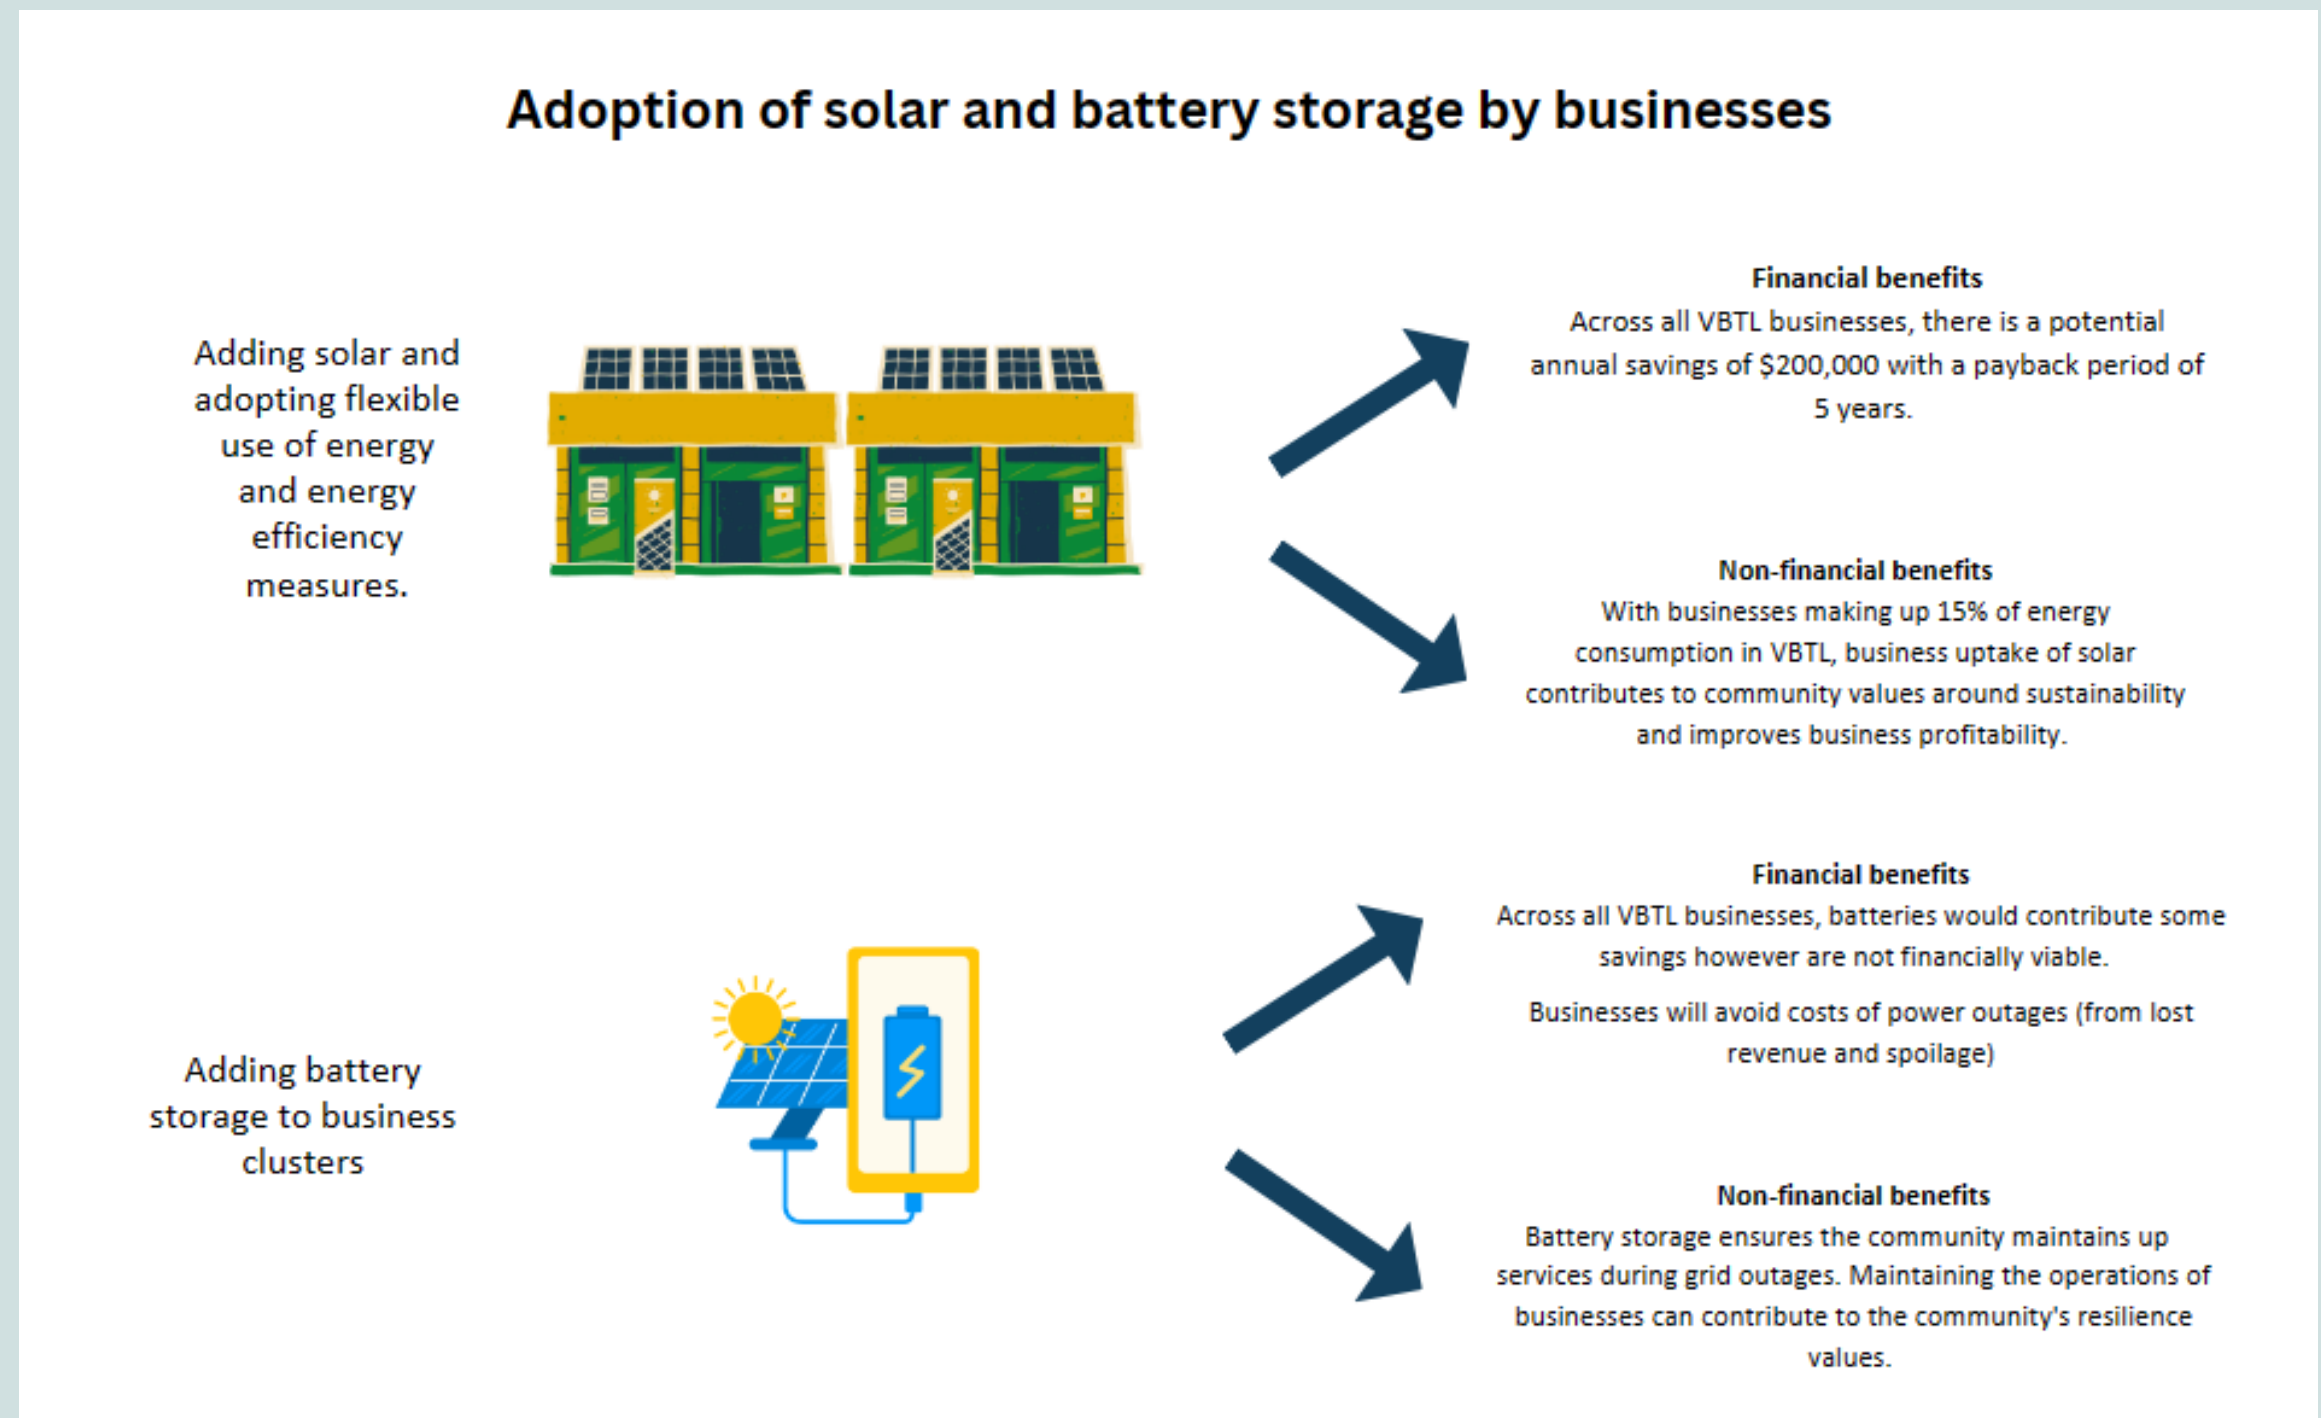 Adoption of solar and battery storage by businesses
Adding solar and
adopting flexible
use of energy
and energy
efficiency
measures.
Financial benefits
Across all VBTL businesses, there is a potential
annual savings of $200,000 with a payback period of
5 years.
Non-financial benefits
With businesses making up 15% of energy
consumption in VBTL, business uptake of solar
contributes to community values around sustainability
and improves business profitability.
Adding battery
storage to business
clusters
Financial benefits
Across all VBTL businesses, batteries would contribute some
savings however are not financially viable.
Businesses will avoid costs of power outages (from lost
revenue and spoilage)
Non-financial benefits
Battery storage ensures the community maintains up
services during grid outages. Maintaining the operations of
businesses can contribute to the community's resilience
values.